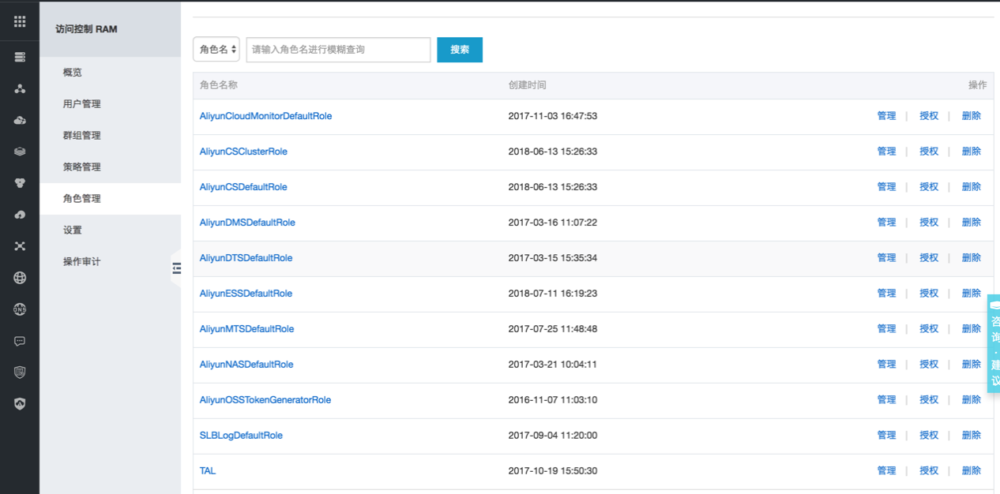 访问控制 RAM
概览
用户管理
群组管理
策略管理
角色管理
设置
操作审计
DNS
角色名 请输入角色名进行模糊查询 搜索
角色名称 创建时间 操作
AliyunCloudMonitorDefaultRole 2017-11-03 16:47:53 管理 | 授权 | 删除
AliyunCSClusterRole 2018-06-13 15:26:33 管理 | 授权 | 删除
AliyunCSDefaultRole 2018-06-13 15:26:33 管理 | 授权 | 删除
AliyunDMSDefaultRole 2017-03-16 11:07:22 管理 | 授权 | 删除
AliyunDTSDefaultRole 2017-03-15 15:35:34 管理 | 授权 | 删除
AliyunESSDefaultRole 2018-07-11 16:19:23 管理 | 授权 | 删除
AliyunMTSDefaultRole 2017-07-25 11:48:48 管理 | 授权 | 删除
AliyunNASDefaultRole 2017-03-21 10:04:11 管理 | 授权 | 删除
AliyunOSSTokenGeneratorRole 2016-11-07 11:03:10 管理 | 授权 | 删除
SLBLogDefaultRole 2017-09-04 11:20:00 管理 | 授权 | 删除
TAL 2017-10-19 15:50:30 管理 | 授权 | 删除
咨询·建议